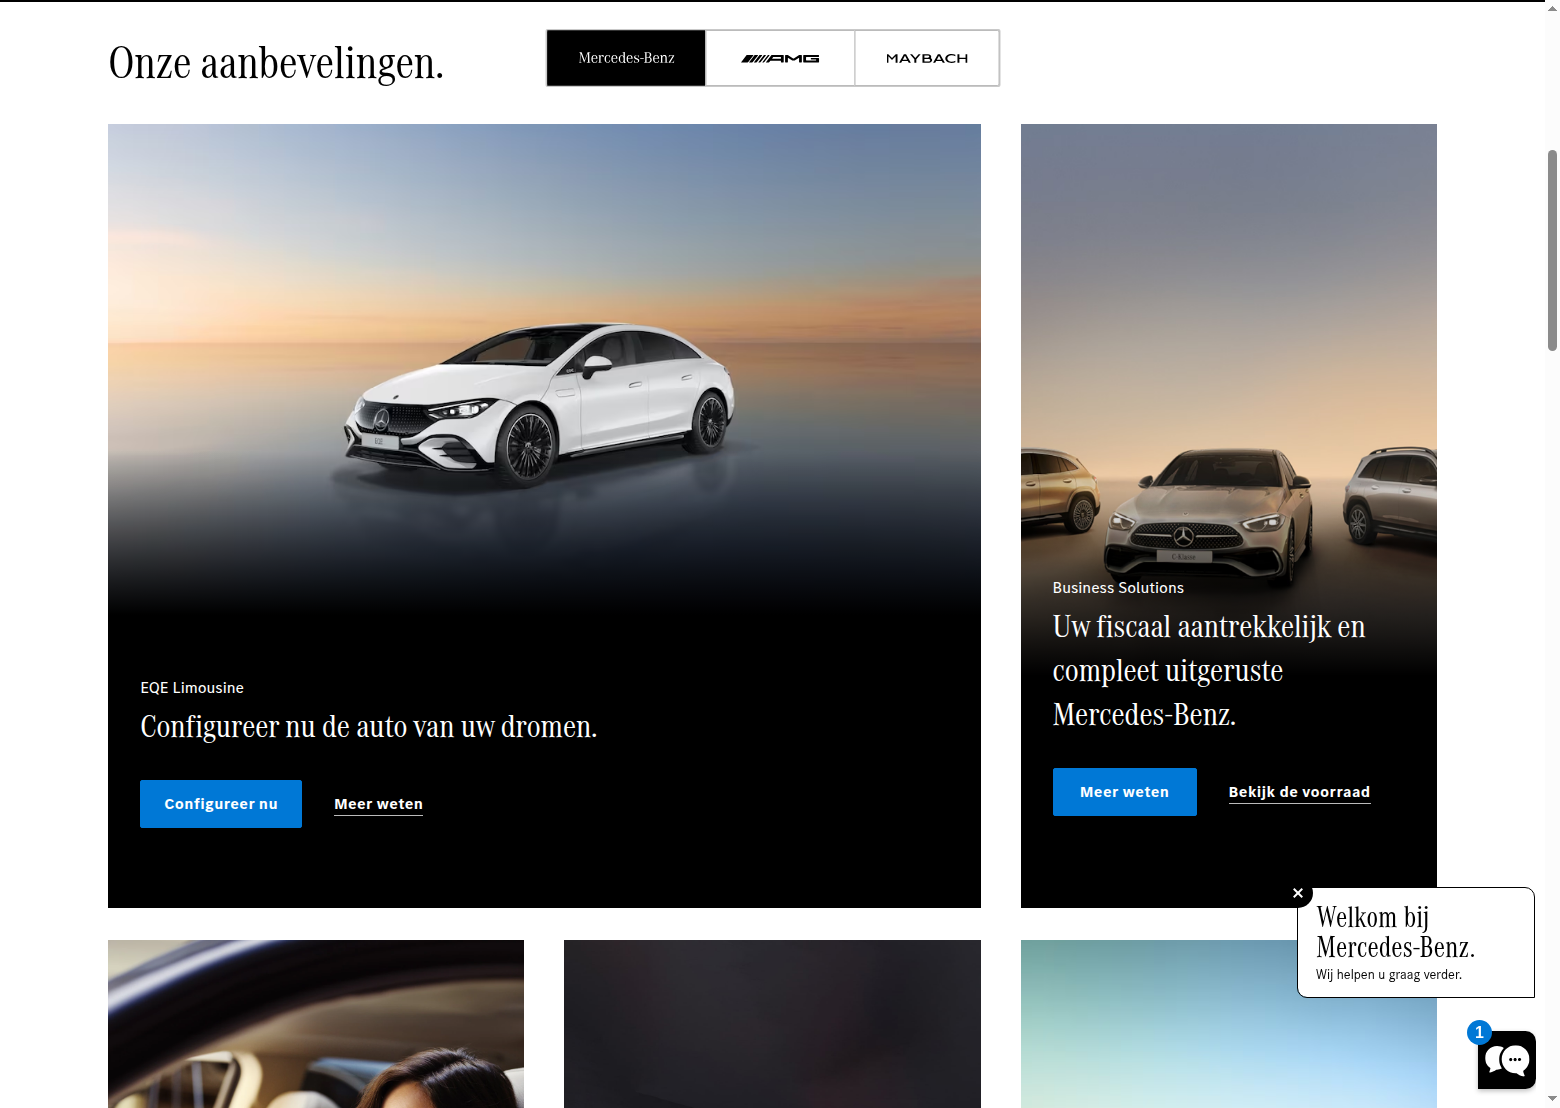 Onze aanbevelingen.
Mercedes-Benz
AMG
MAYBACH
EQE
EQE Limousine
Configureer nu de auto van uw dromen.
Configureer nu
Meer weten
C-Klasse
Business Solutions
Uw fiscaal aantrekkelijk en
compleet uitgeruste
Mercedes-Benz.
Meer weten
Bekijk de voorraad
Welkom bij
Mercedes-Benz.
Wij helpen u graag verder.
1